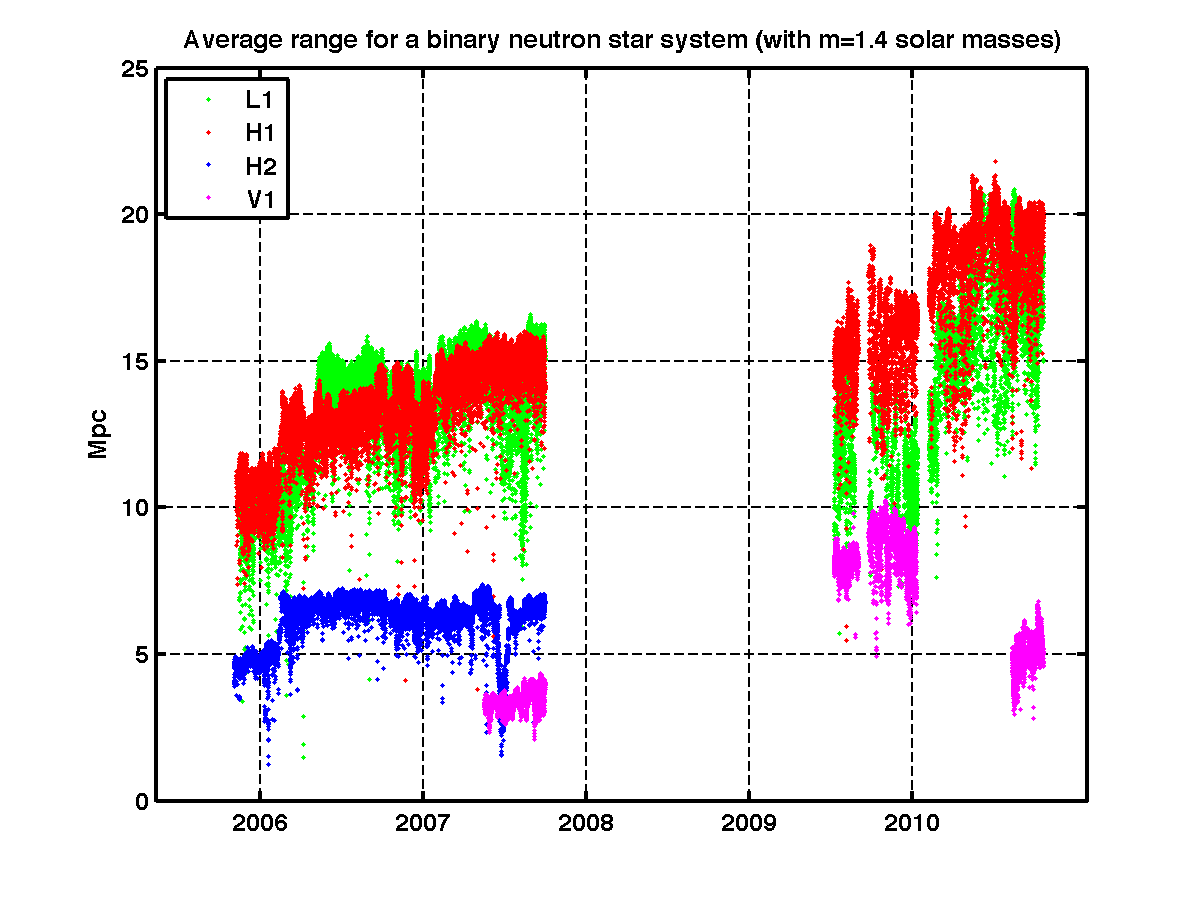 Average range for a binary neutron star system (with m=1.4 solar masses)
25
L1
H1
H2
V1
20
15
Mpc
10
5
0
2006 2007 2008 2009 2010